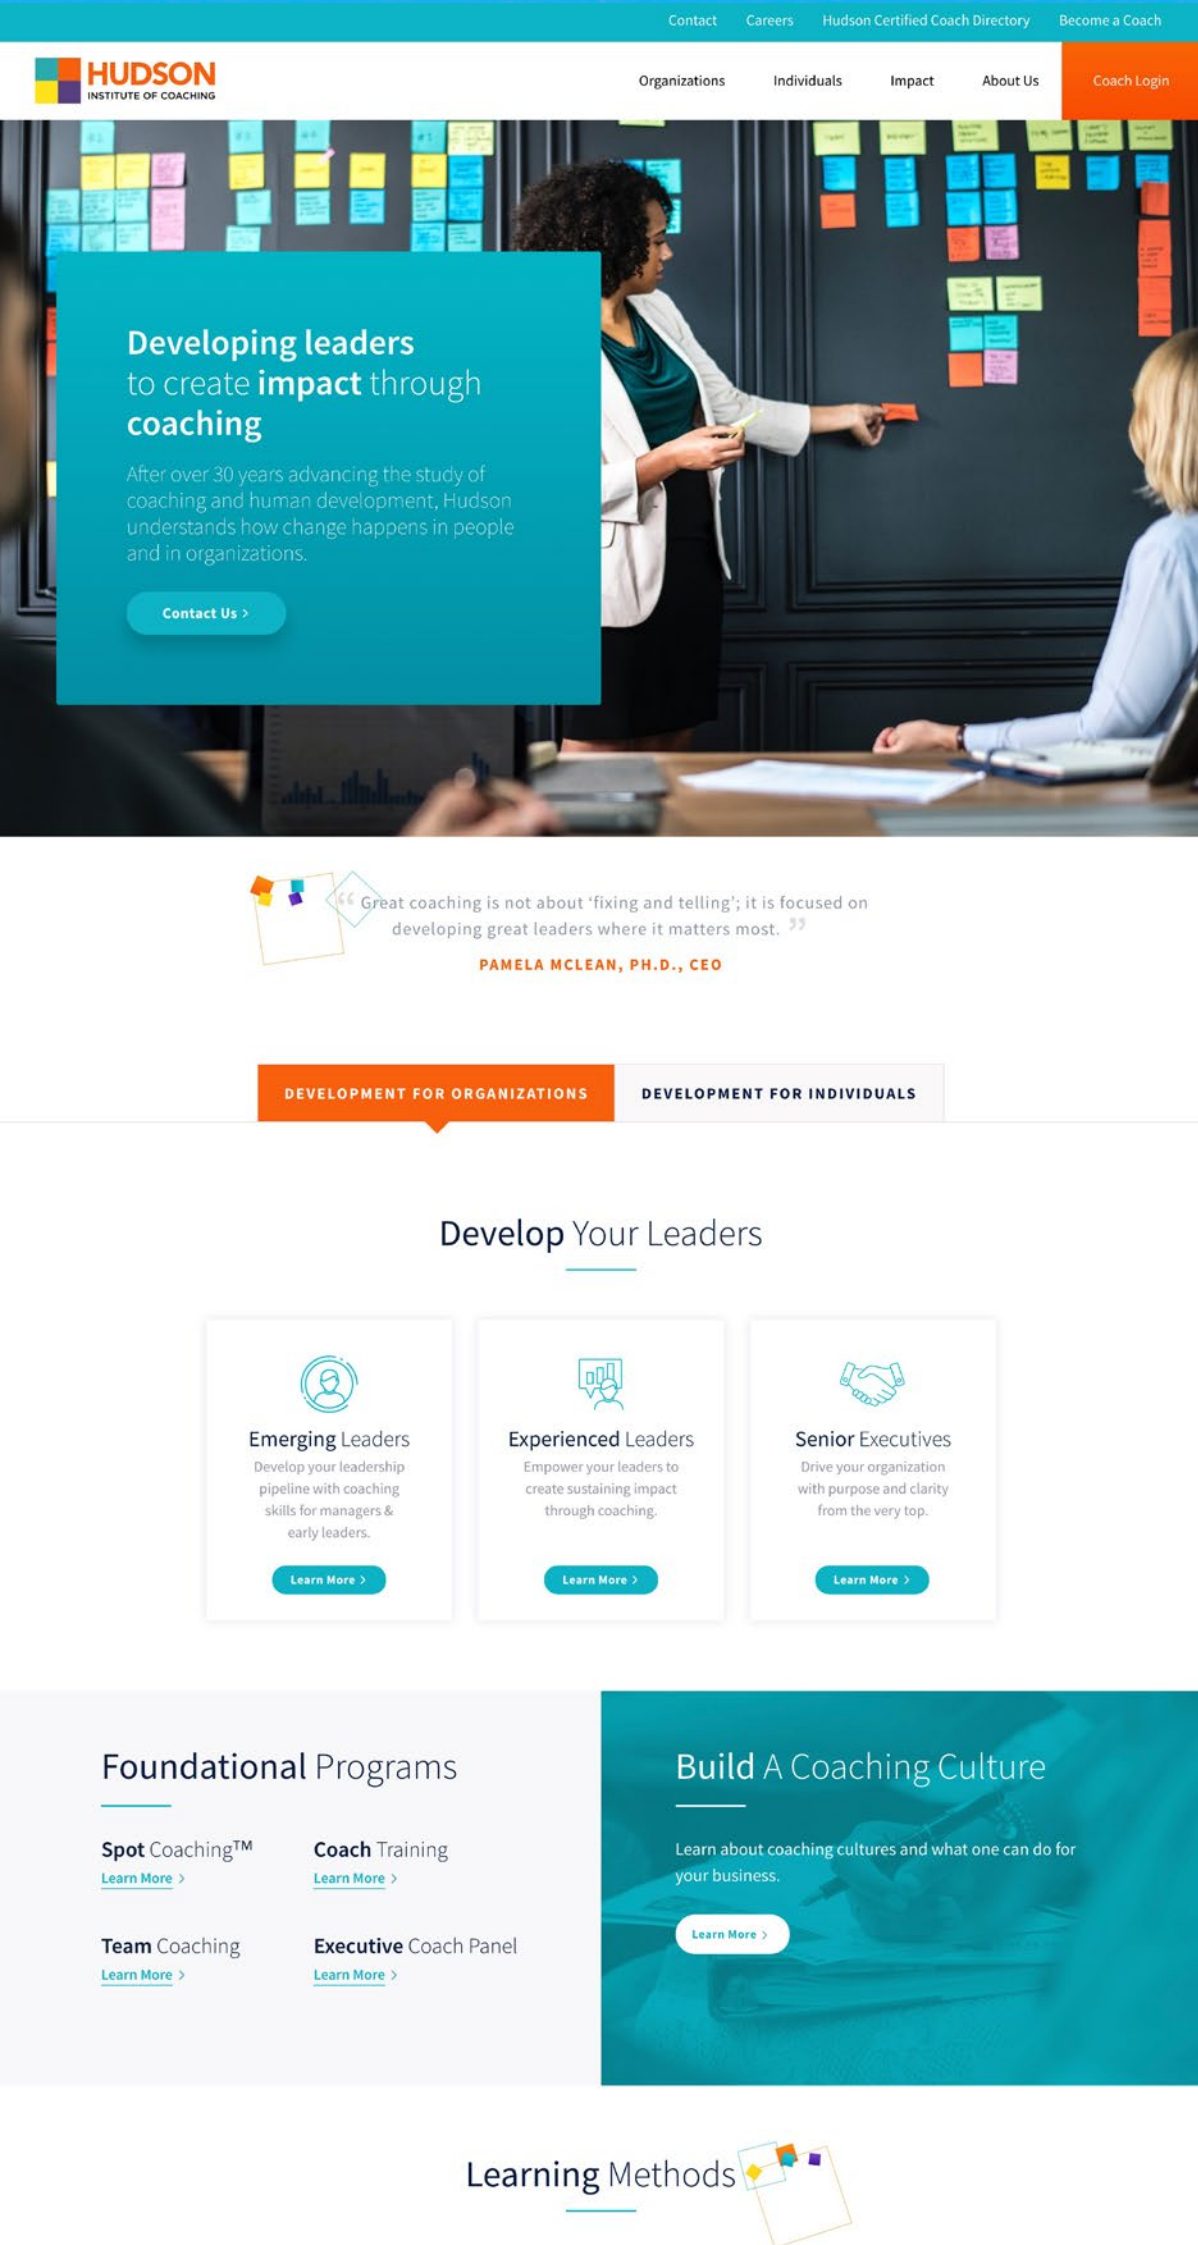 Contact Careers Hudson Certified Coach Directory Become a Coach
HUDSON
INSTITUTE OF COACHING
Organizations Individuals Impact About Us Coach Login
Developing leaders
to create impact through
coaching
After over 30 years advancing the study of
coaching and human development, Hudson
understands how change happens in people
and in organizations.
Contact Us >
“ Great coaching is not about ‘fixing and telling’; it is focused on
developing great leaders where it matters most. ”
PAMELA MCLEAN, PH.D., CEO
DEVELOPMENT FOR ORGANIZATIONS DEVELOPMENT FOR INDIVIDUALS
Develop Your Leaders
Emerging Leaders
Develop your leadership
pipeline with coaching
skills for managers &
early leaders.
Learn More >
Experienced Leaders
Empower your leaders to
create sustaining impact
through coaching.
Learn More >
Senior Executives
Drive your organization
with purpose and clarity
from the very top.
Learn More >
Foundational Programs
Spot Coaching™
Learn More >
Coach Training
Learn More >
Team Coaching
Learn More >
Executive Coach Panel
Learn More >
Build A Coaching Culture
Learn about coaching cultures and what one can do for
your business.
Learn More >
Learning Methods